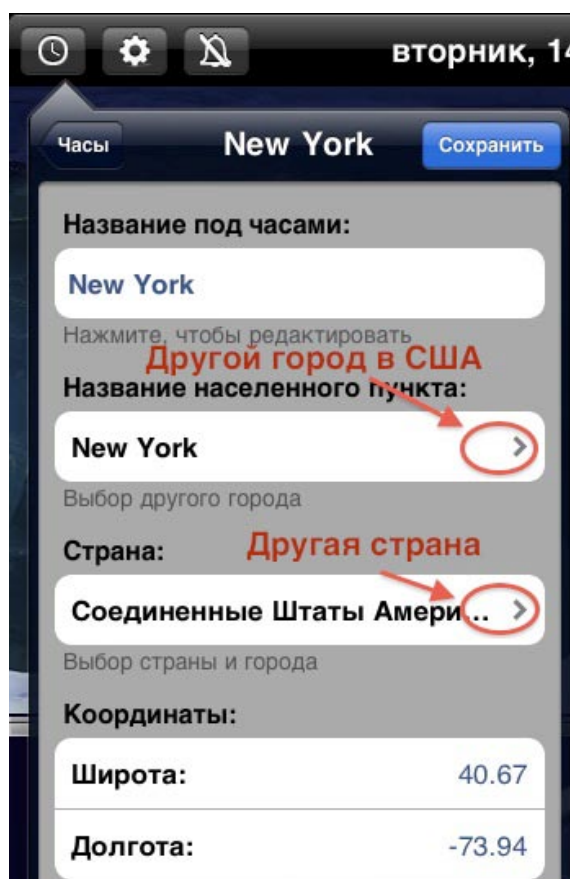 вторник, 14
Часы
New York
Сохранить
Название под часами:
New York
Нажмите, чтобы редактировать
Другой город в США
Название населенного пункта:
New York
Выбор другого города
Страна:
Другая страна
Соединенные Штаты Амери...
Выбор страны и города
Координаты:
Широта:
40.67
Долгота:
-73.94